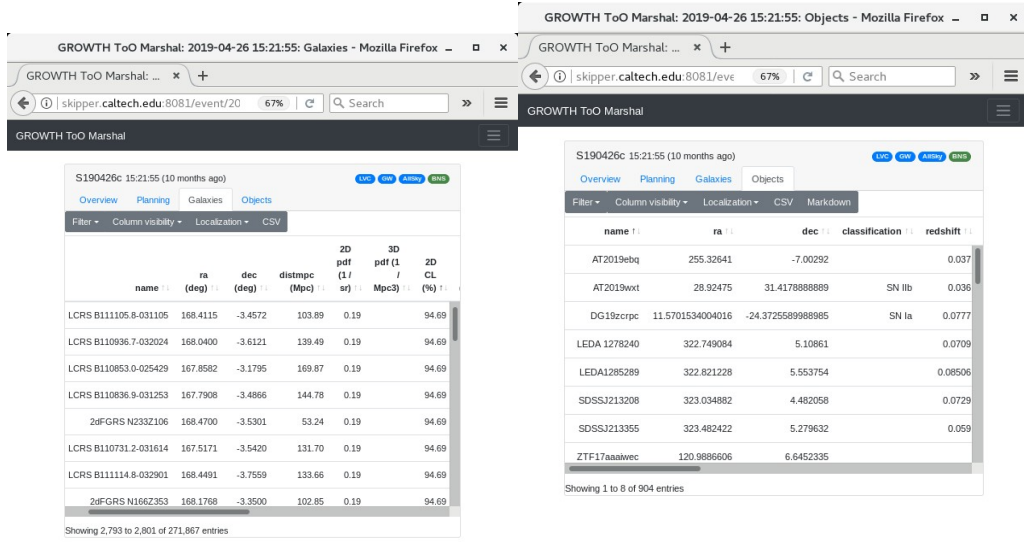 GROWTH ToO Marshal: 2019-04-26 15:21:55: Galaxies - Mozilla Firefox
GROWTH ToO Marshal: ...
skipper.caltech.edu:8081/event/20 67% Search
GROWTH ToO Marshal
S190426c 15:21:55 (10 months ago) LVC GW AllSky BNS
Overview Planning Galaxies Objects
Filter Column visibility Localization CSV
name ra (deg) dec (deg) distmpc (Mpc) 2D pdf (1 / sr) 3D pdf (1 / Mpc3) 2D CL (%)
LCRS B111105.8-031105 168.4115 -3.4572 103.89 0.19 94.69
LCRS B110936.7-032024 168.0400 -3.6121 139.49 0.19 94.69
LCRS B110853.0-025429 167.8582 -3.1795 169.87 0.19 94.69
LCRS B110836.9-031253 167.7908 -3.4866 144.78 0.19 94.69
2dFGRS N233Z106 168.4700 -3.5301 53.24 0.19 94.69
LCRS B110731.2-031614 167.5171 -3.5420 131.70 0.19 94.69
LCRS B111114.8-032901 168.4491 -3.7559 133.66 0.19 94.69
2dFGRS N166Z353 168.1768 -3.3500 102.85 0.19 94.69
Showing 2,793 to 2,801 of 271,867 entries
GROWTH ToO Marshal: 2019-04-26 15:21:55: Objects - Mozilla Firefox
GROWTH ToO Marshal: ...
skipper.caltech.edu:8081/eve 67% Search
GROWTH ToO Marshal
S190426c 15:21:55 (10 months ago) LVC GW AllSky BNS
Overview Planning Galaxies Objects
Filter Column visibility Localization CSV Markdown
name ra dec classification redshift
AT2019ebq 255.32641 -7.00292 0.037
AT2019wxt 28.92475 31.4178888889 SN IIb 0.036
DG19zcrpc 11.5701534004016 -24.3725589988985 SN Ia 0.0777
LEDA 1278240 322.749084 5.10861 0.0709
LEDA1285289 322.821228 5.553754 0.08506
SDSSJ213208 323.034882 4.482058 0.0729
SDSSJ213355 323.482422 5.279632 0.059
ZTF17aaaiwec 120.9886606 6.6452335
Showing 1 to 8 of 904 entries